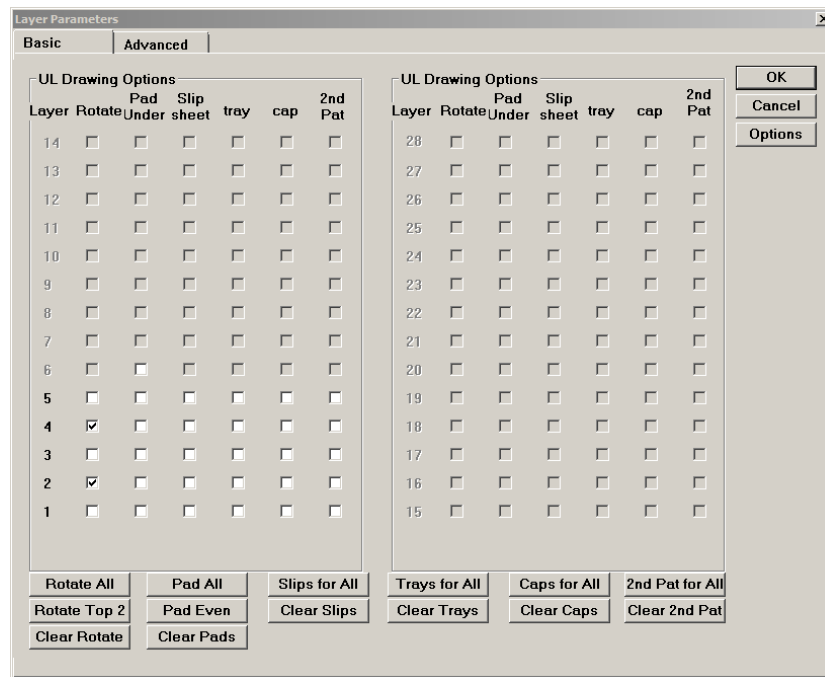 Layer Parameters
Basic Advanced
UL Drawing Options
Layer Rotate Pad Under Slip sheet tray cap 2nd Pat
14
13
12
11
10
9
8
7
6
5
4
3
2
1
UL Drawing Options
Layer Rotate Pad Under Slip sheet tray cap 2nd Pat
28
27
26
25
24
23
22
21
20
19
18
17
16
15
OK
Cancel
Options
Rotate All Pad All Slips for All Trays for All Caps for All 2nd Pat for All
Rotate Top 2 Pad Even Clear Slips Clear Trays Clear Caps Clear 2nd Pat
Clear Rotate Clear Pads